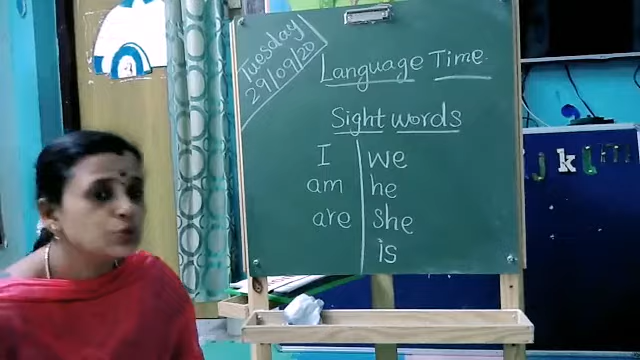 Tuesday
29/09/20
Language Time
Sight words
I we
am he
are she
is
j k l m